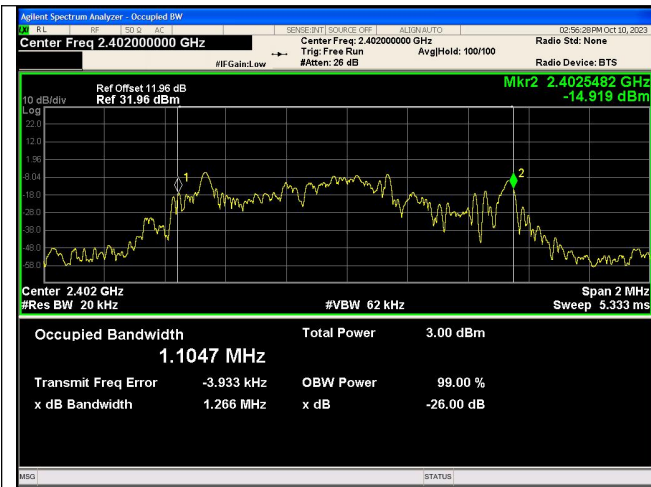 Agilent Spectrum Analyzer - Occupied BW
LXI RL RF 50 Ω AC SENSE:INT SOURCE OFF ALIGN AUTO 02:56:28 PM Oct 10, 2023
Center Freq 2.402000000 GHz Center Freq: 2.402000000 GHz Radio Std: None
Trig: Free Run Avg|Hold: 100/100
#IFGain:Low #Atten: 26 dB Radio Device: BTS
Mkr2 2.4025482 GHz
Ref Offset 11.96 dB
10 dB/div Ref 31.96 dBm -14.919 dBm
Log
22.0
12.0
1.96
-8.04
-18.0
-28.0
-38.0
-48.0
-58.0
1
2
Center 2.402 GHz Span 2 MHz
#Res BW 20 kHz #VBW 62 kHz Sweep 5.333 ms
Occupied Bandwidth Total Power 3.00 dBm
1.1047 MHz
Transmit Freq Error -3.933 kHz OBW Power 99.00 %
x dB Bandwidth 1.266 MHz x dB -26.00 dB
MSG STATUS